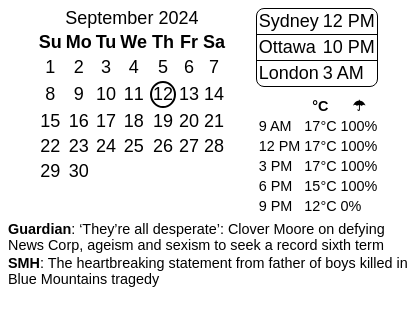 September 2024
Su Mo Tu We Th Fr Sa
1 2 3 4 5 6 7
8 9 10 11 12 13 14
15 16 17 18 19 20 21
22 23 24 25 26 27 28
29 30
Sydney 12 PM
Ottawa 10 PM
London 3 AM
°C ☂
9 AM 17°C 100%
12 PM 17°C 100%
3 PM 17°C 100%
6 PM 15°C 100%
9 PM 12°C 0%
Guardian: ‘They’re all desperate’: Clover Moore on defying
News Corp, ageism and sexism to seek a record sixth term
SMH: The heartbreaking statement from father of boys killed in
Blue Mountains tragedy